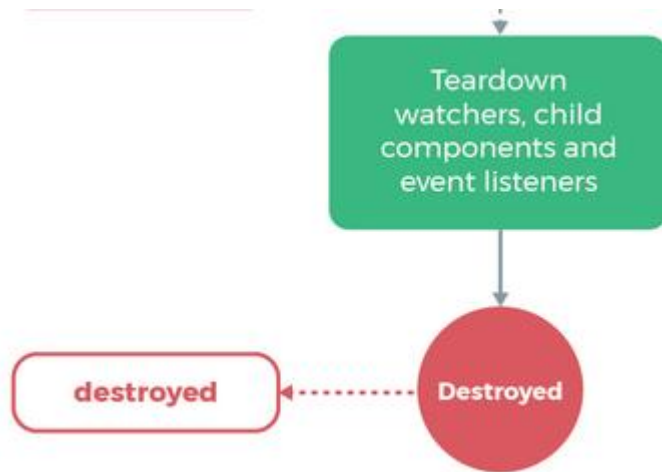 Teardown
watchers, child
components and
event listeners
destroyed
Destroyed